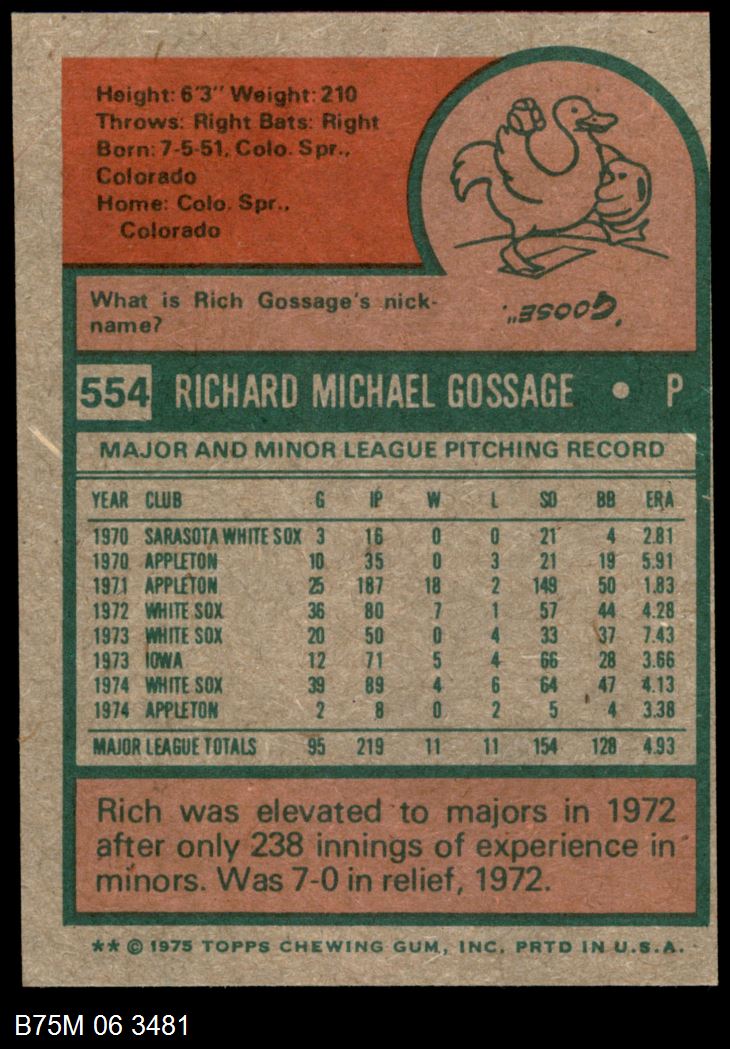 Height: 6'3" Weight: 210
Throws: Right Bats: Right
Born: 7-5-51, Colo. Spr.,
Colorado
Home: Colo. Spr.,
Colorado
What is Rich Gossage's nick-
name?
"GOOSE".
554 RICHARD MICHAEL GOSSAGE • P
MAJOR AND MINOR LEAGUE PITCHING RECORD
YEAR CLUB G IP W L SO BB ERA
1970 SARASOTA WHITE SOX 3 16 0 0 21 4 2.81
1970 APPLETON 10 35 0 3 21 19 5.91
1971 APPLETON 25 187 18 2 149 50 1.83
1972 WHITE SOX 36 80 7 1 57 44 4.28
1973 WHITE SOX 20 50 0 4 33 37 7.43
1973 IOWA 12 71 5 4 66 28 3.66
1974 WHITE SOX 39 89 4 6 64 47 4.13
1974 APPLETON 2 8 0 2 5 4 3.38
MAJOR LEAGUE TOTALS 95 219 11 11 154 128 4.93
Rich was elevated to majors in 1972
after only 238 innings of experience in
minors. Was 7-0 in relief, 1972.
** © 1975 TOPPS CHEWING GUM, INC. PRTD IN U.S.A.
B75M 06 3481